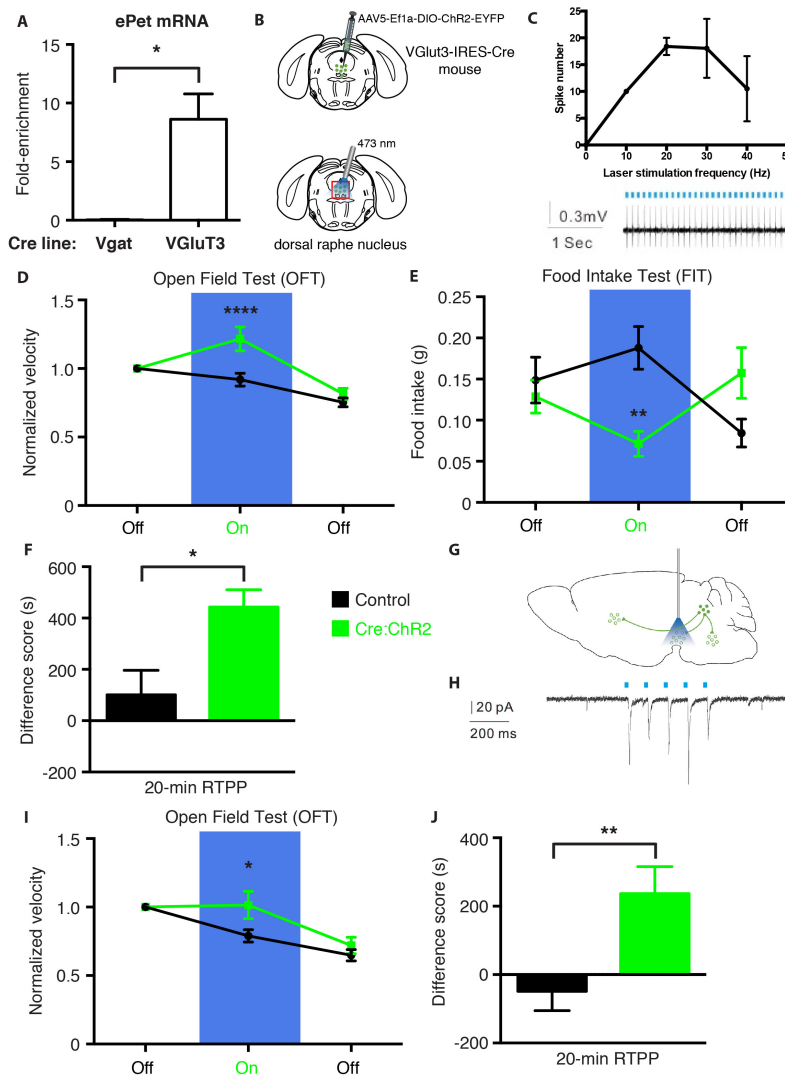 A
ePet mRNA
*
Fold-enrichment
15
10
5
0
Cre line: Vgat VGluT3
B
AAV5-Ef1a-DIO-ChR2-EYFP
VGlut3-IRES-Cre
mouse
473 nm
dorsal raphe nucleus
C
Spike number
25
20
15
10
5
0
0 10 20 30 40 50
Laser stimulation frequency (Hz)
0.3mV
1 Sec
D
Open Field Test (OFT)
Normalized velocity
1.5
1.0
0.5
0
****
Off On Off
E
Food Intake Test (FIT)
Food intake (g)
0.25
0.20
0.15
0.10
0.05
0
**
Off On Off
F
Difference score (s)
600
400
200
0
-200
*
20-min RTPP
Control
Cre:ChR2
G
H
20 pA
200 ms
I
Open Field Test (OFT)
Normalized velocity
1.5
1.0
0.5
0
*
Off On Off
J
Difference score (s)
400
200
0
-200
**
20-min RTPP